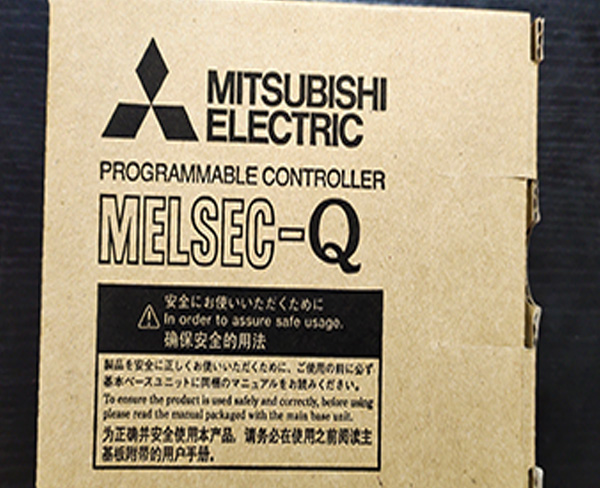 MITSUBISHI
ELECTRIC
PROGRAMMABLE CONTROLLER
MELSEC-Q
安全にお使いいただくために
In order to assure safe usage.
确保安全的用法
製品を安全に正しくお使いいただくために、ご使用の前に必ず
基本ベースユニットに同梱のマニュアルをお読みください。
To ensure the product is used safely and correctly, before using
please read the manual packaged with the main base unit.
为正确并安全使用本产品，请务必在使用之前阅读主
基板附带的用户手册。